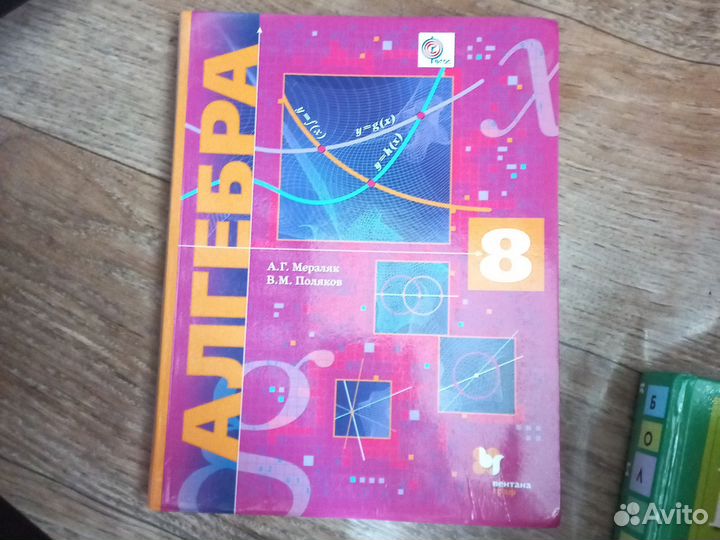 АЛГЕБРА
y=f(x)
y=g(x)
y=h(x)
x
8
А.Г. Мерзляк
В.М. Поляков
g
вентана
граф
Б
О
Л
Avito